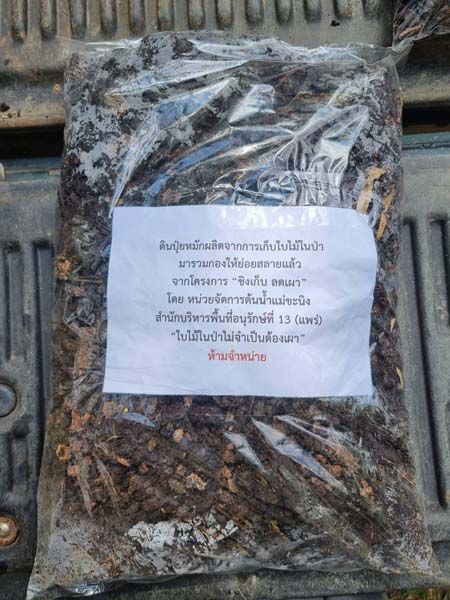 ดินปุ๋ยหมักผลิตจากการเก็บใบไม้ในป่า
มารวมกองให้ย่อยสลายแล้ว
จากโครงการ “ชิงเก็บ ลดเผา”
โดย หน่วยจัดการต้นน้ำแม่ขะนิง
สำนักบริหารพื้นที่อนุรักษ์ที่ 13 (แพร่)
“ใบไม้ในป่าไม่จำเป็นต้องเผา”
ห้ามจำหน่าย